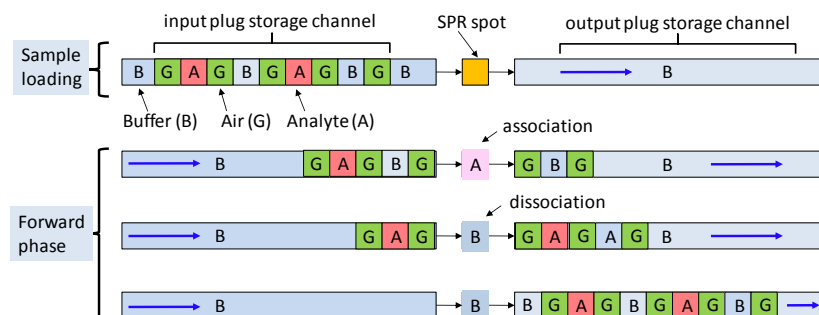 input plug storage channel
SPR spot
output plug storage channel
Sample
loading
B G A G B G A G B G B
B
Buffer (B)
Air (G)
Analyte (A)
association
B G A G B G
A
G B G B
dissociation
Forward
phase
B G A G
B
G A G A G B
B
B
B G A G B G A G B G